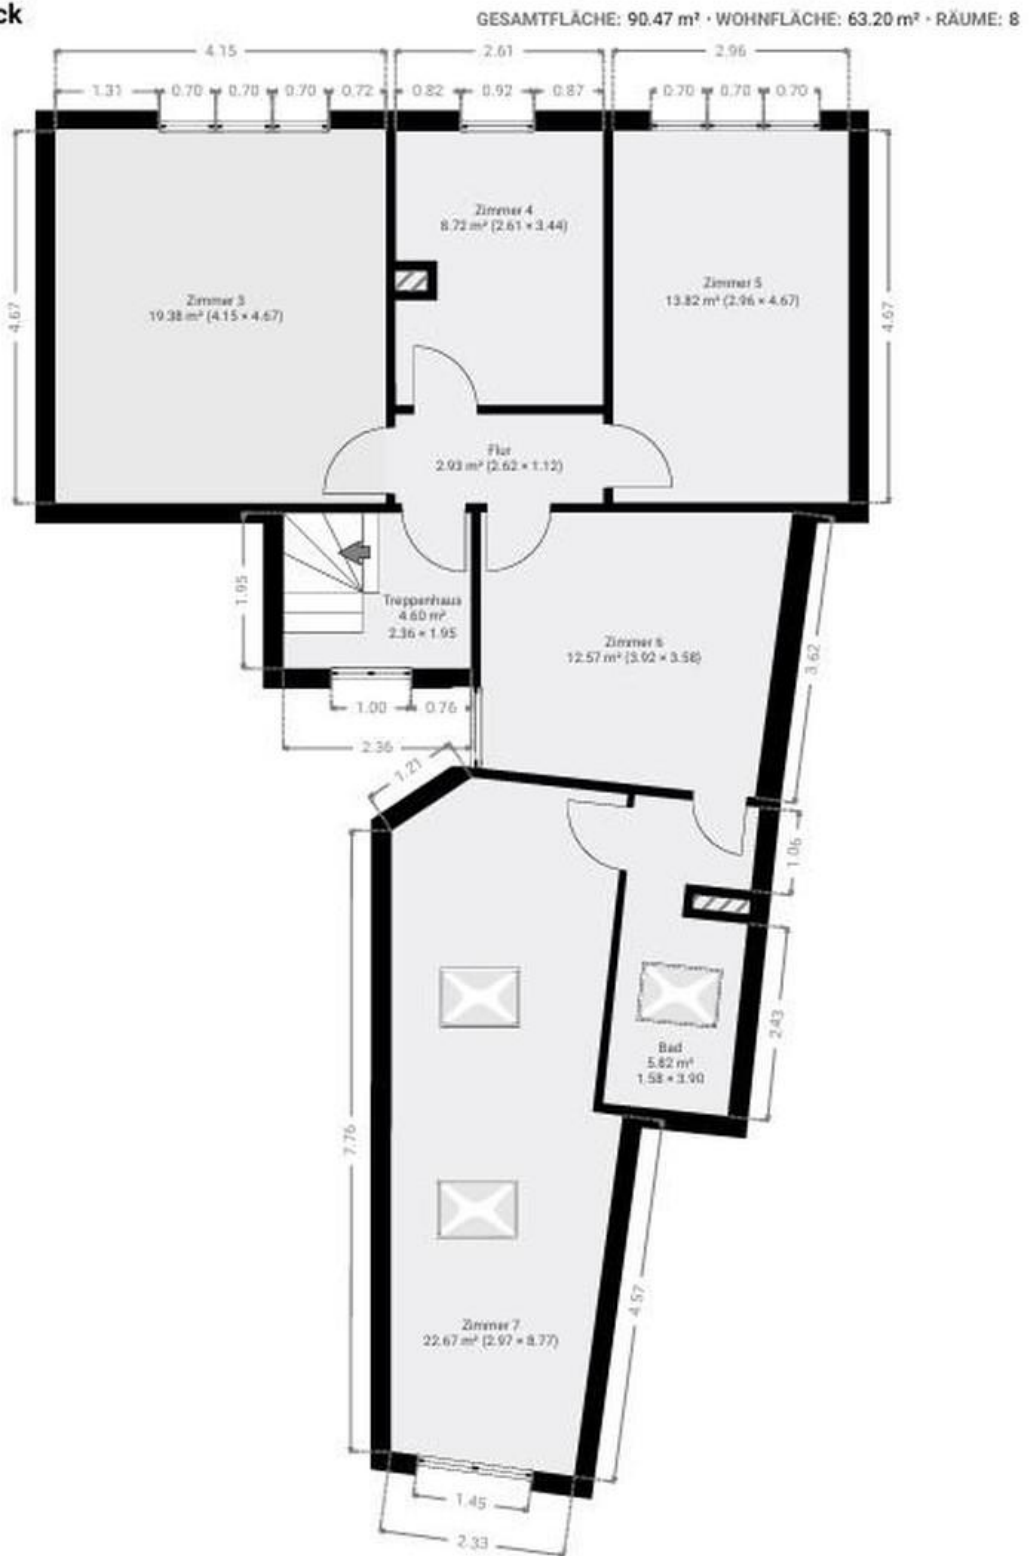 ck
GESAMTFLÄCHE: 90.47 m² · WOHNFLÄCHE: 63.20 m² · RÄUME: 8
4.15
2.61
2.96
1.31
0.70
0.70
0.70
0.72
0.82
0.92
0.87
0.70
0.70
0.70
Zimmer 4
8.72 m² (2.61 × 3.44)
Zimmer 5
13.82 m² (2.96 × 4.67)
Zimmer 3
19.38 m² (4.15 × 4.67)
4.67
4.67
Flur
2.93 m² (2.62 × 1.12)
1.95
Treppenhaus
4.60 m²
2.36 × 1.95
Zimmer 6
12.57 m² (3.92 × 3.58)
3.62
1.00
0.76
2.36
1.21
1.06
2.43
Bad
5.82 m²
1.58 × 3.90
7.76
4.57
Zimmer 7
22.67 m² (2.97 × 8.77)
1.45
2.33